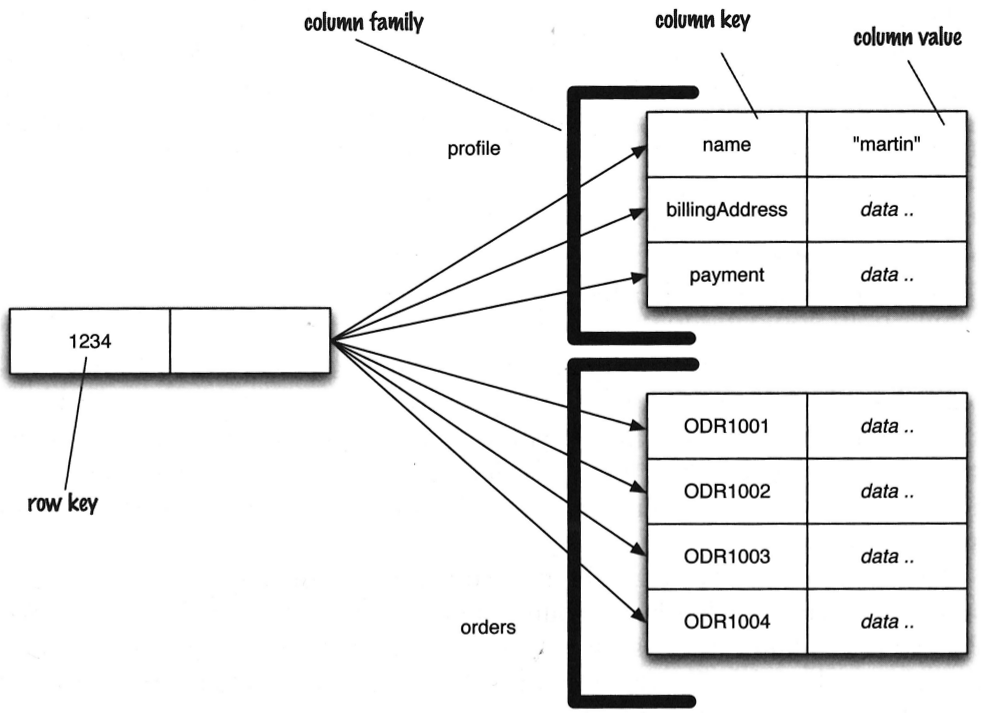 column family
column key
column value
profile
name
"martin"
billingAddress
data ..
payment
data ..
1234
row key
ODR1001
data ..
ODR1002
data ..
ODR1003
data ..
ODR1004
data ..
orders